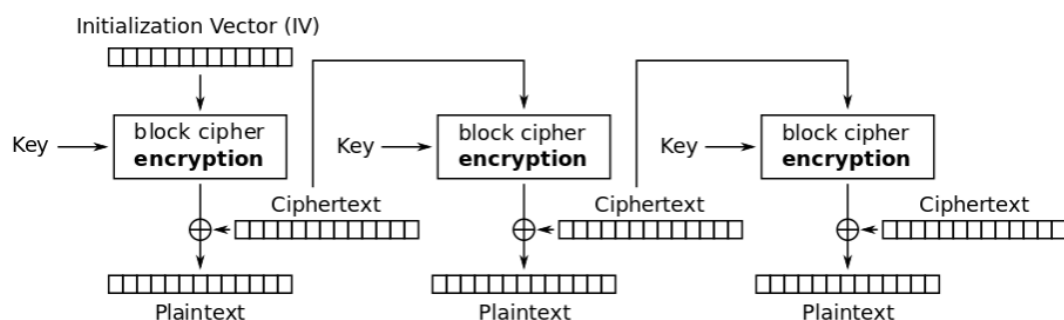 Initialization Vector (IV)
Key
block cipher
encryption
Key
block cipher
encryption
Key
block cipher
encryption
Ciphertext
Ciphertext
Ciphertext
Plaintext
Plaintext
Plaintext